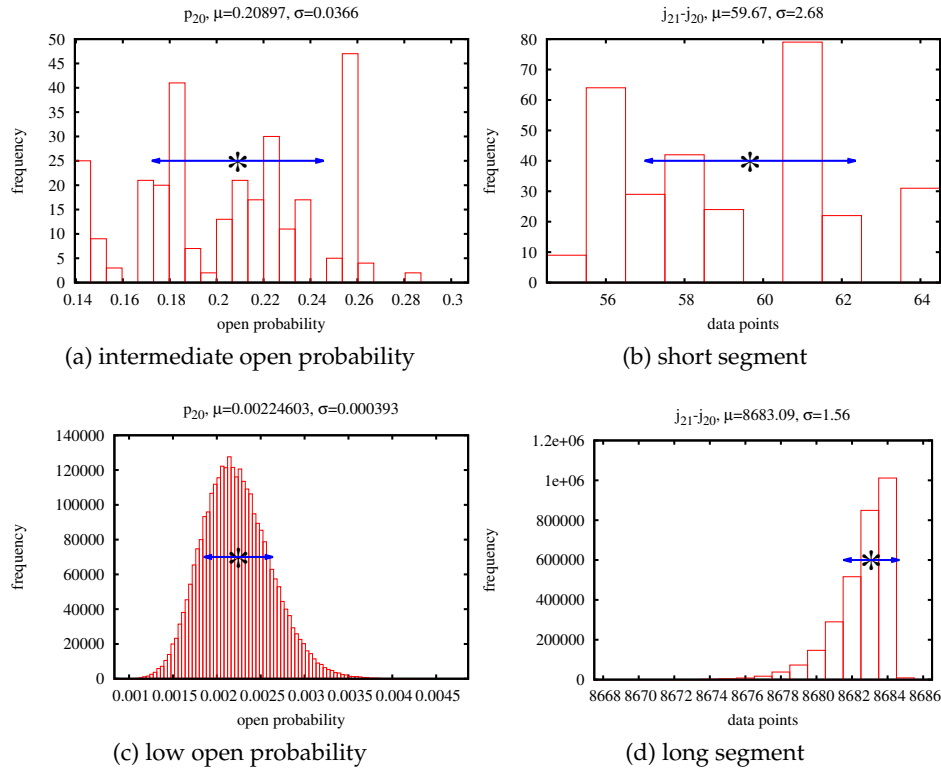 p20, μ=0.20897, σ=0.0366
50
45
40
35
30
25
20
15
10
5
0
frequency
0.14 0.16 0.18 0.2 0.22 0.24 0.26 0.28 0.3
open probability
(a) intermediate open probability
j21-j20, μ=59.67, σ=2.68
80
70
60
50
40
30
20
10
0
frequency
56 58 60 62 64
data points
(b) short segment
p20, μ=0.00224603, σ=0.000393
140000
120000
100000
80000
60000
40000
20000
0
frequency
0.001 0.0015 0.002 0.0025 0.003 0.0035 0.004 0.0045
open probability
(c) low open probability
j21-j20, μ=8683.09, σ=1.56
1.2e+06
1e+06
800000
600000
400000
200000
0
frequency
8668 8670 8672 8674 8676 8678 8680 8682 8684 8686
data points
(d) long segment